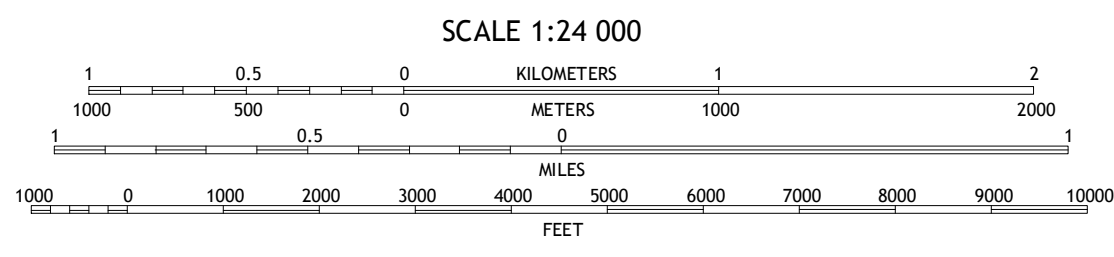 SCALE 1:24 000
1 0.5 0 KILOMETERS 1 2
1000 500 0 METERS 1000 2000
1 0.5 0 1
MILES
1000 0 1000 2000 3000 4000 5000 6000 7000 8000 9000 10000
FEET